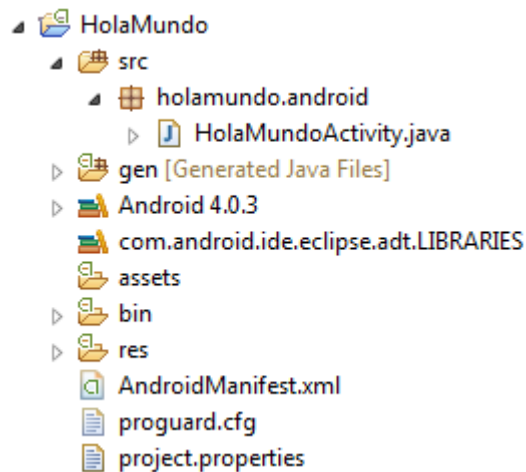 HolaMundo
src
holamundo.android
HolaMundoActivity.java
gen [Generated Java Files]
Android 4.0.3
com.android.ide.eclipse.adt.LIBRARIES
assets
bin
res
AndroidManifest.xml
proguard.cfg
project.properties